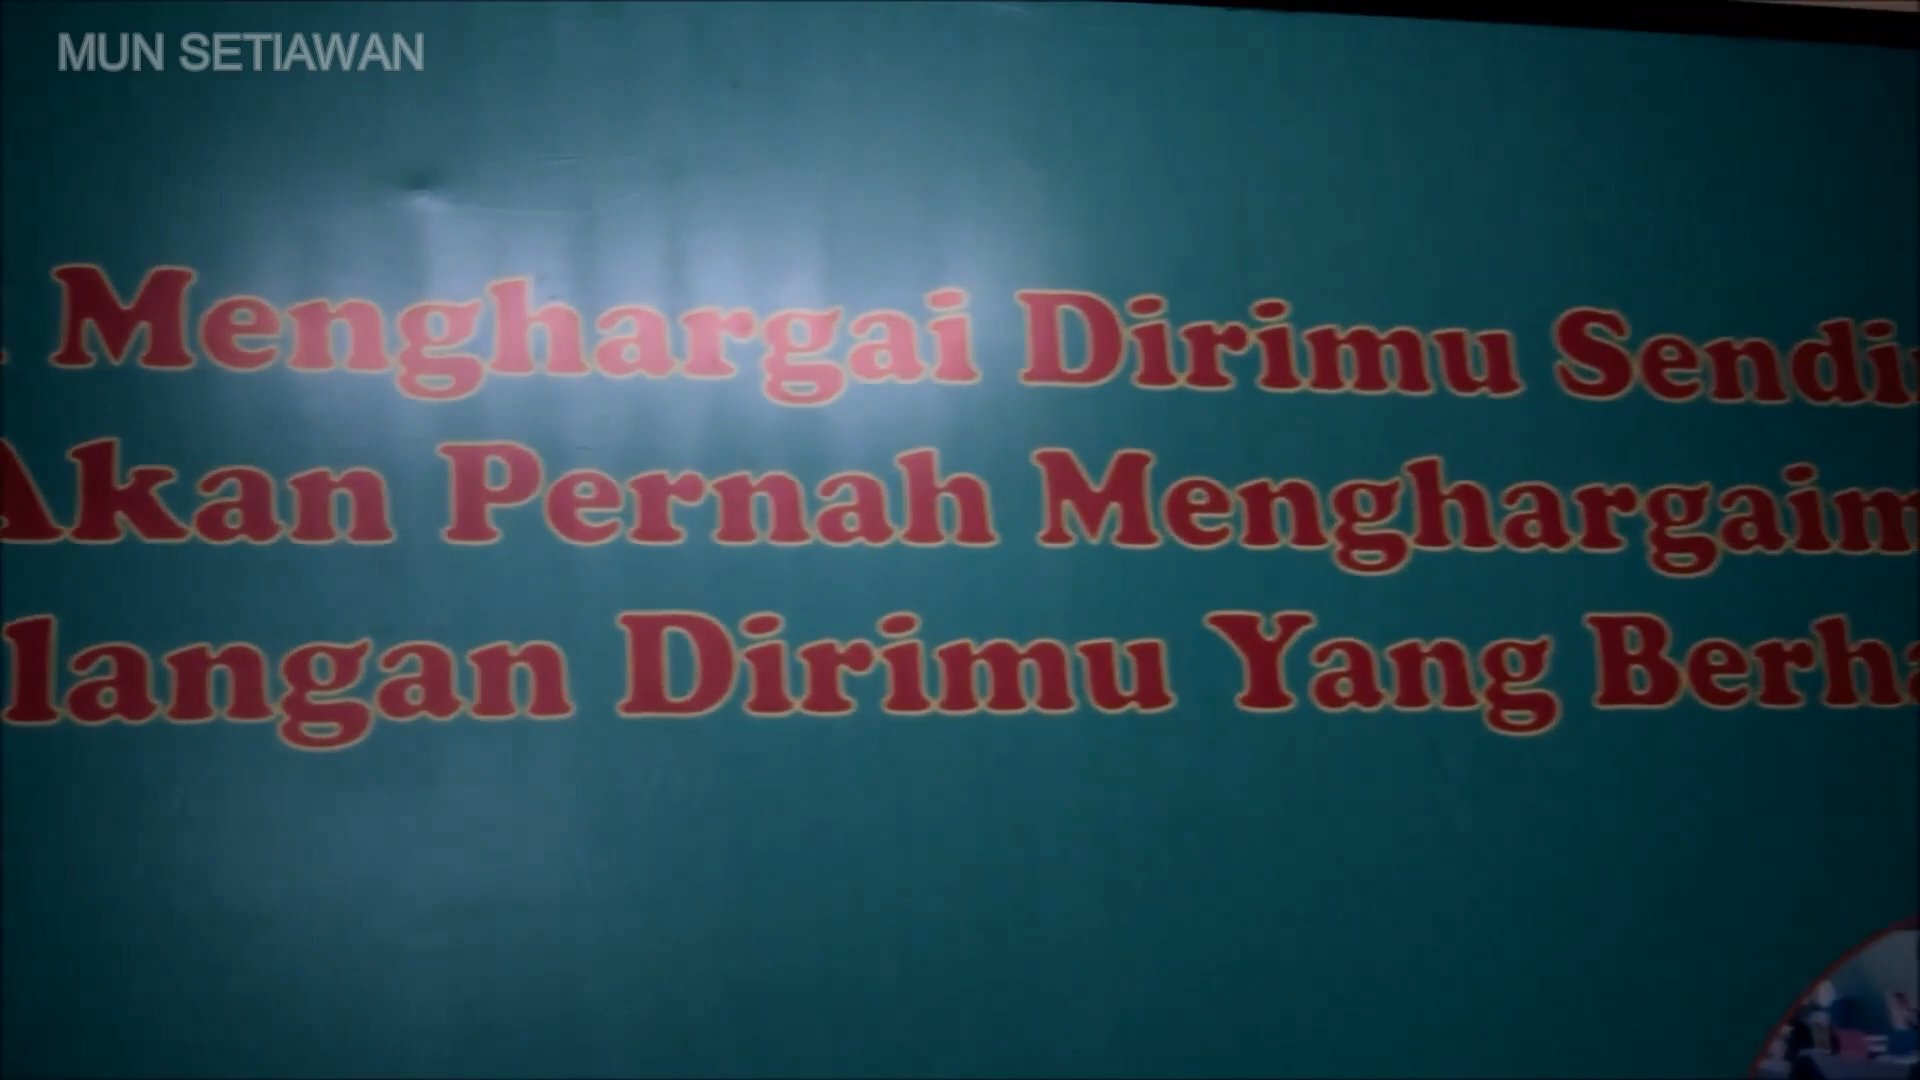 MUN SETIAWAN
Menghargai Dirimu Sendi
Akan Pernah Menghargaim
langan Dirimu Yang Berha